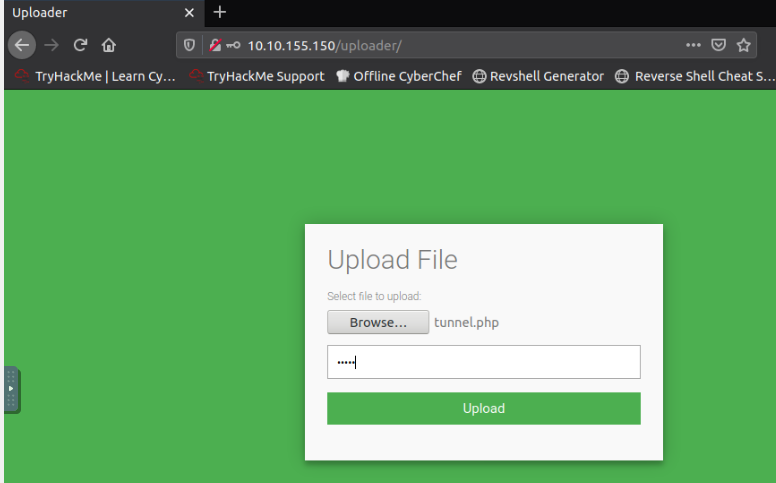 Uploader
10.10.155.150/uploader/
TryHackMe | Learn Cy... TryHackMe Support Offline CyberChef Revshell Generator Reverse Shell Cheat S...
Upload File
Select file to upload:
Browse... tunnel.php
•••••
Upload